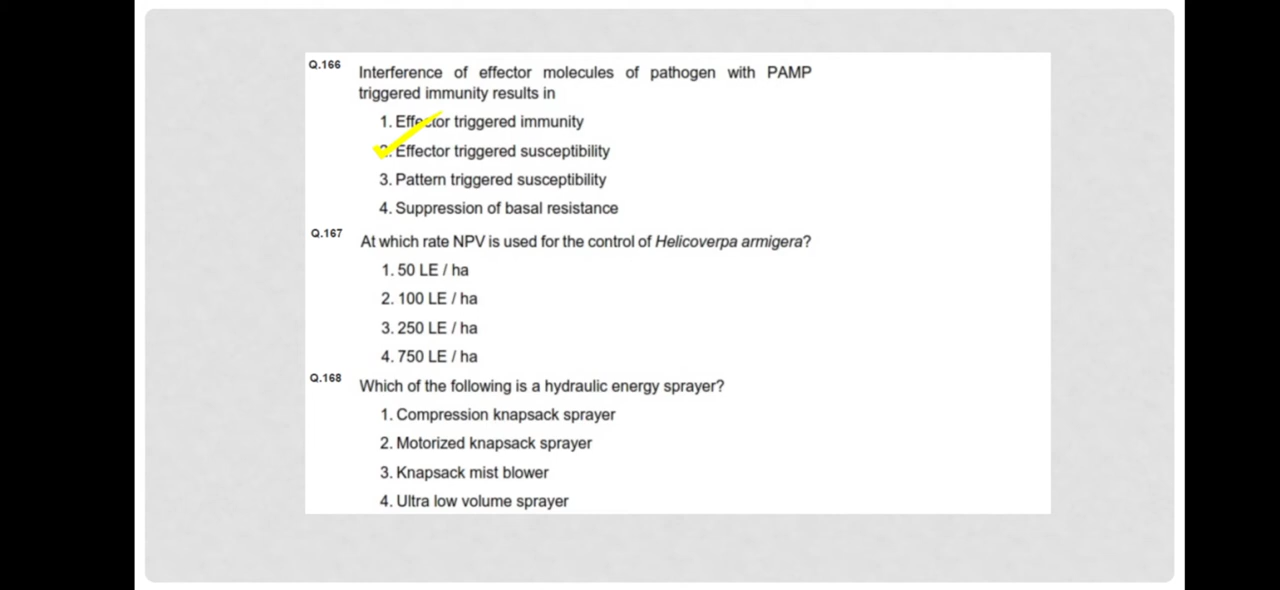 Q.166
Interference of effector molecules of pathogen with PAMP
triggered immunity results in
1. Effector triggered immunity
2. Effector triggered susceptibility
3. Pattern triggered susceptibility
4. Suppression of basal resistance
Q.167
At which rate NPV is used for the control of Helicoverpa armigera?
1. 50 LE / ha
2. 100 LE / ha
3. 250 LE / ha
4. 750 LE / ha
Q.168
Which of the following is a hydraulic energy sprayer?
1. Compression knapsack sprayer
2. Motorized knapsack sprayer
3. Knapsack mist blower
4. Ultra low volume sprayer